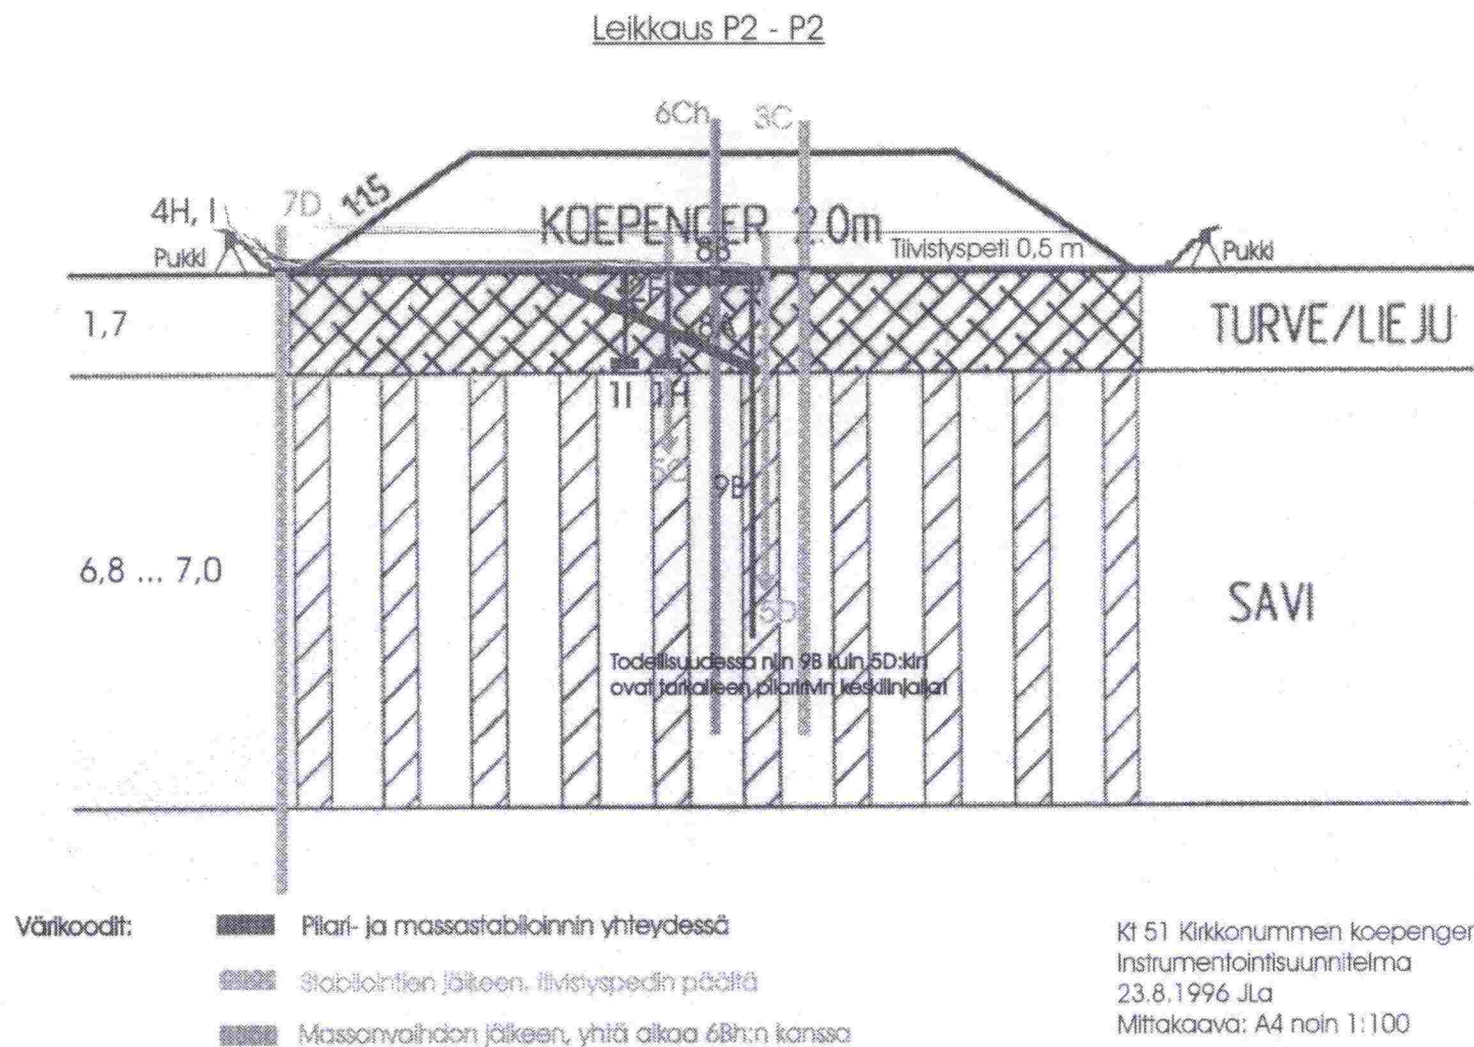 Leikkaus P2 - P2
6Ch 3C
4H, I 7D 1:1.5
KOEPENGER 2.0m
Pukki 8B Tiivistyspeti 0,5 m Pukki
1,7 TURVE/LIEJU
6A
1I 1H
5C
9B
6,8 ... 7,0 SAVI
5D
Todellisuudessa niin 9B kuin 5D:kin
ovat tarkalleen pilaririvin keskilinjalla
Värikoodit: Pilari- ja massastabiloinnin yhteydessä
Stabilointien jälkeen, tiivistyspedin päältä
Massanvaihdon jälkeen, yhtä aikaa 6Bh:n kanssa
Kt 51 Kirkkonummen koepenger
Instrumentointisuunnitelma
23.8.1996 JLa
Mittakaava: A4 noin 1:100